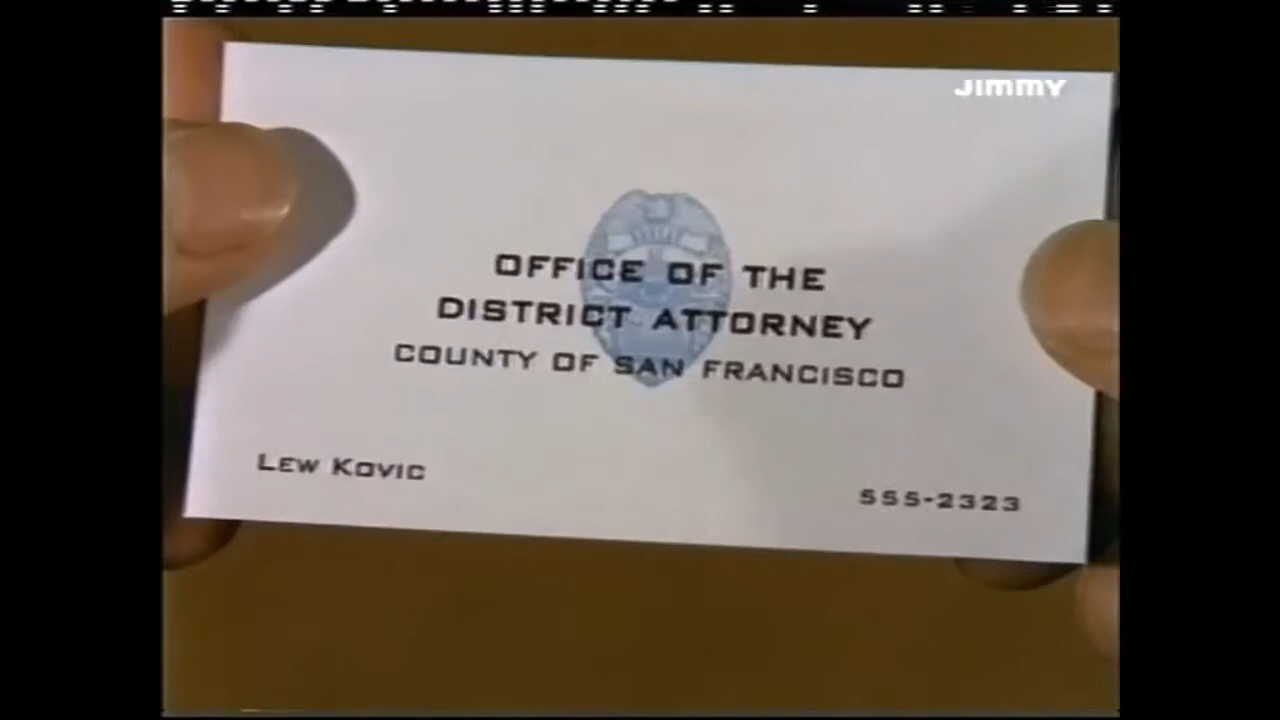 JIMMY
OFFICE OF THE
DISTRICT ATTORNEY
COUNTY OF SAN FRANCISCO
LEW KOVIC
555-2323